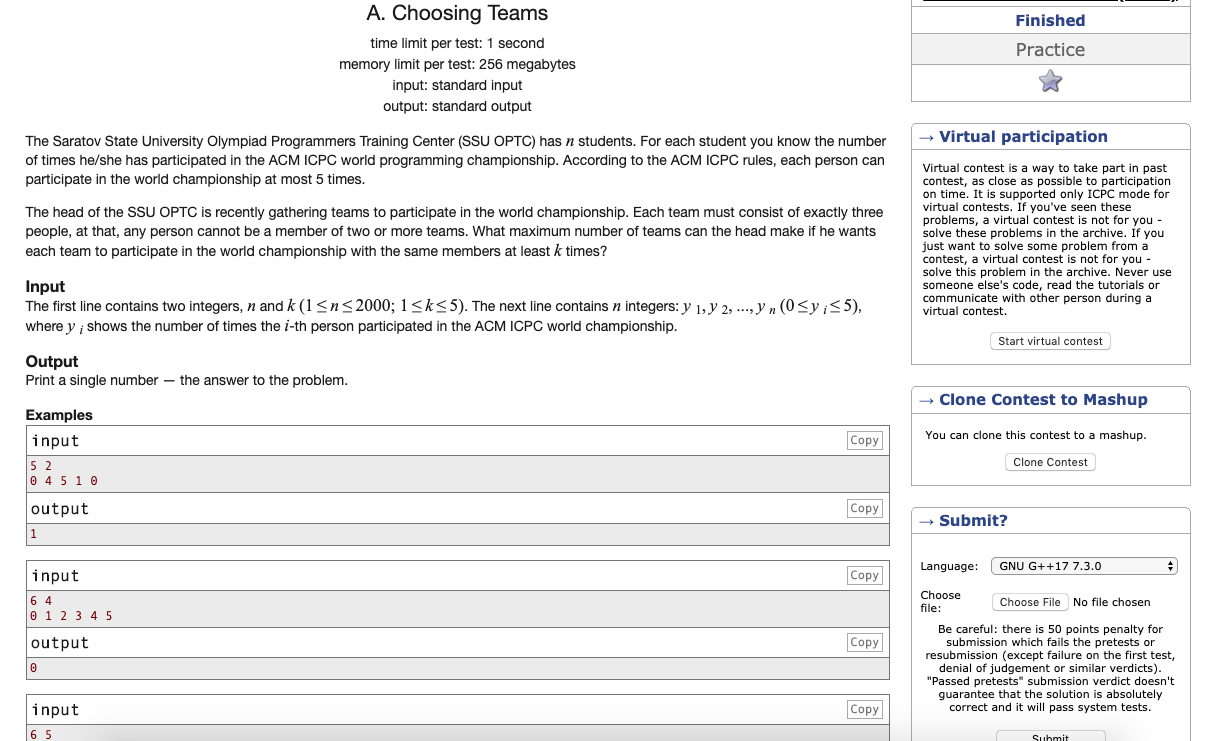 A. Choosing Teams
time limit per test: 1 second
memory limit per test: 256 megabytes
input: standard input
output: standard output
The Saratov State University Olympiad Programmers Training Center (SSU OPTC) has n students. For each student you know the number
of times he/she has participated in the ACM ICPC world programming championship. According to the ACM ICPC rules, each person can
participate in the world championship at most 5 times.
The head of the SSU OPTC is recently gathering teams to participate in the world championship. Each team must consist of exactly three
people, at that, any person cannot be a member of two or more teams. What maximum number of teams can the head make if he wants
each team to participate in the world championship with the same members at least k times?
Input
The first line contains two integers, n and k (1 ≤ n ≤ 2000; 1 ≤ k ≤ 5). The next line contains n integers: y 1, y 2, ..., y n (0 ≤ y i ≤ 5),
where y i shows the number of times the i-th person participated in the ACM ICPC world championship.
Output
Print a single number — the answer to the problem.
Examples
input
Copy
5 2
0 4 5 1 0
output
Copy
1
input
Copy
6 4
0 1 2 3 4 5
output
Copy
0
input
Copy
6 5
Finished
Practice
→ Virtual participation
Virtual contest is a way to take part in past
contest, as close as possible to participation
on time. It is supported only ICPC mode for
virtual contests. If you've seen these
problems, a virtual contest is not for you -
solve these problems in the archive. If you
just want to solve some problem from a
contest, a virtual contest is not for you -
solve this problem in the archive. Never use
someone else's code, read the tutorials or
communicate with other person during a
virtual contest.
Start virtual contest
→ Clone Contest to Mashup
You can clone this contest to a mashup.
Clone Contest
→ Submit?
Language:
GNU G++17 7.3.0
Choose
file:
Choose File No file chosen
Be careful: there is 50 points penalty for
submission which fails the pretests or
resubmission (except failure on the first test,
denial of judgement or similar verdicts).
"Passed pretests" submission verdict doesn't
guarantee that the solution is absolutely
correct and it will pass system tests.
Submit